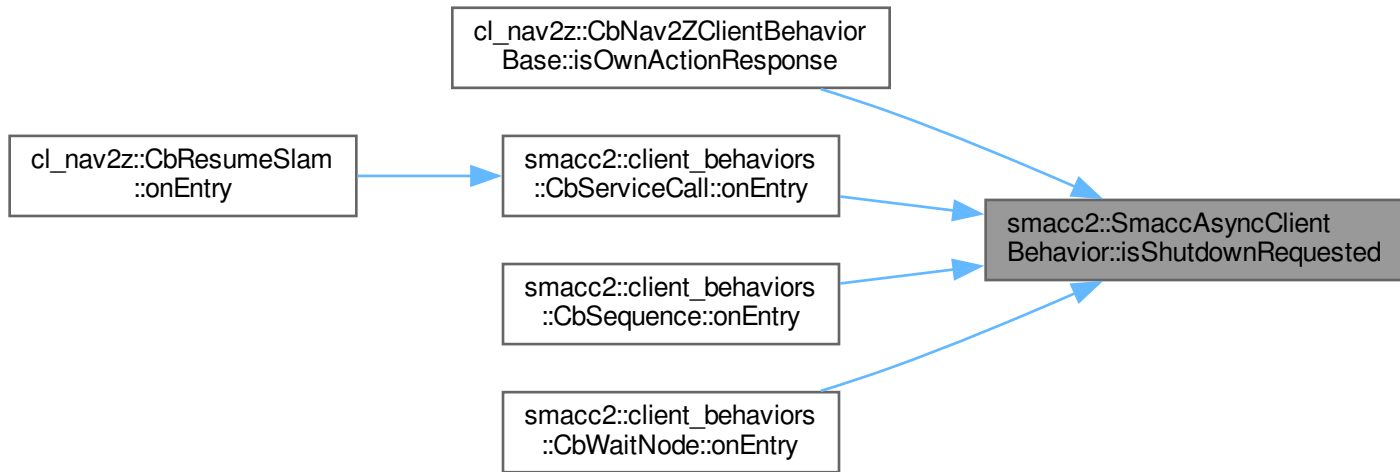 cl_nav2z::CbNav2ZClientBehavior
Base::isOwnActionResponse
cl_nav2z::CbResumeSlam
::onEntry
smacc2::client_behaviors
::CbServiceCall::onEntry
smacc2::SmaccAsyncClient
Behavior::isShutdownRequested
smacc2::client_behaviors
::CbSequence::onEntry
smacc2::client_behaviors
::CbWaitNode::onEntry